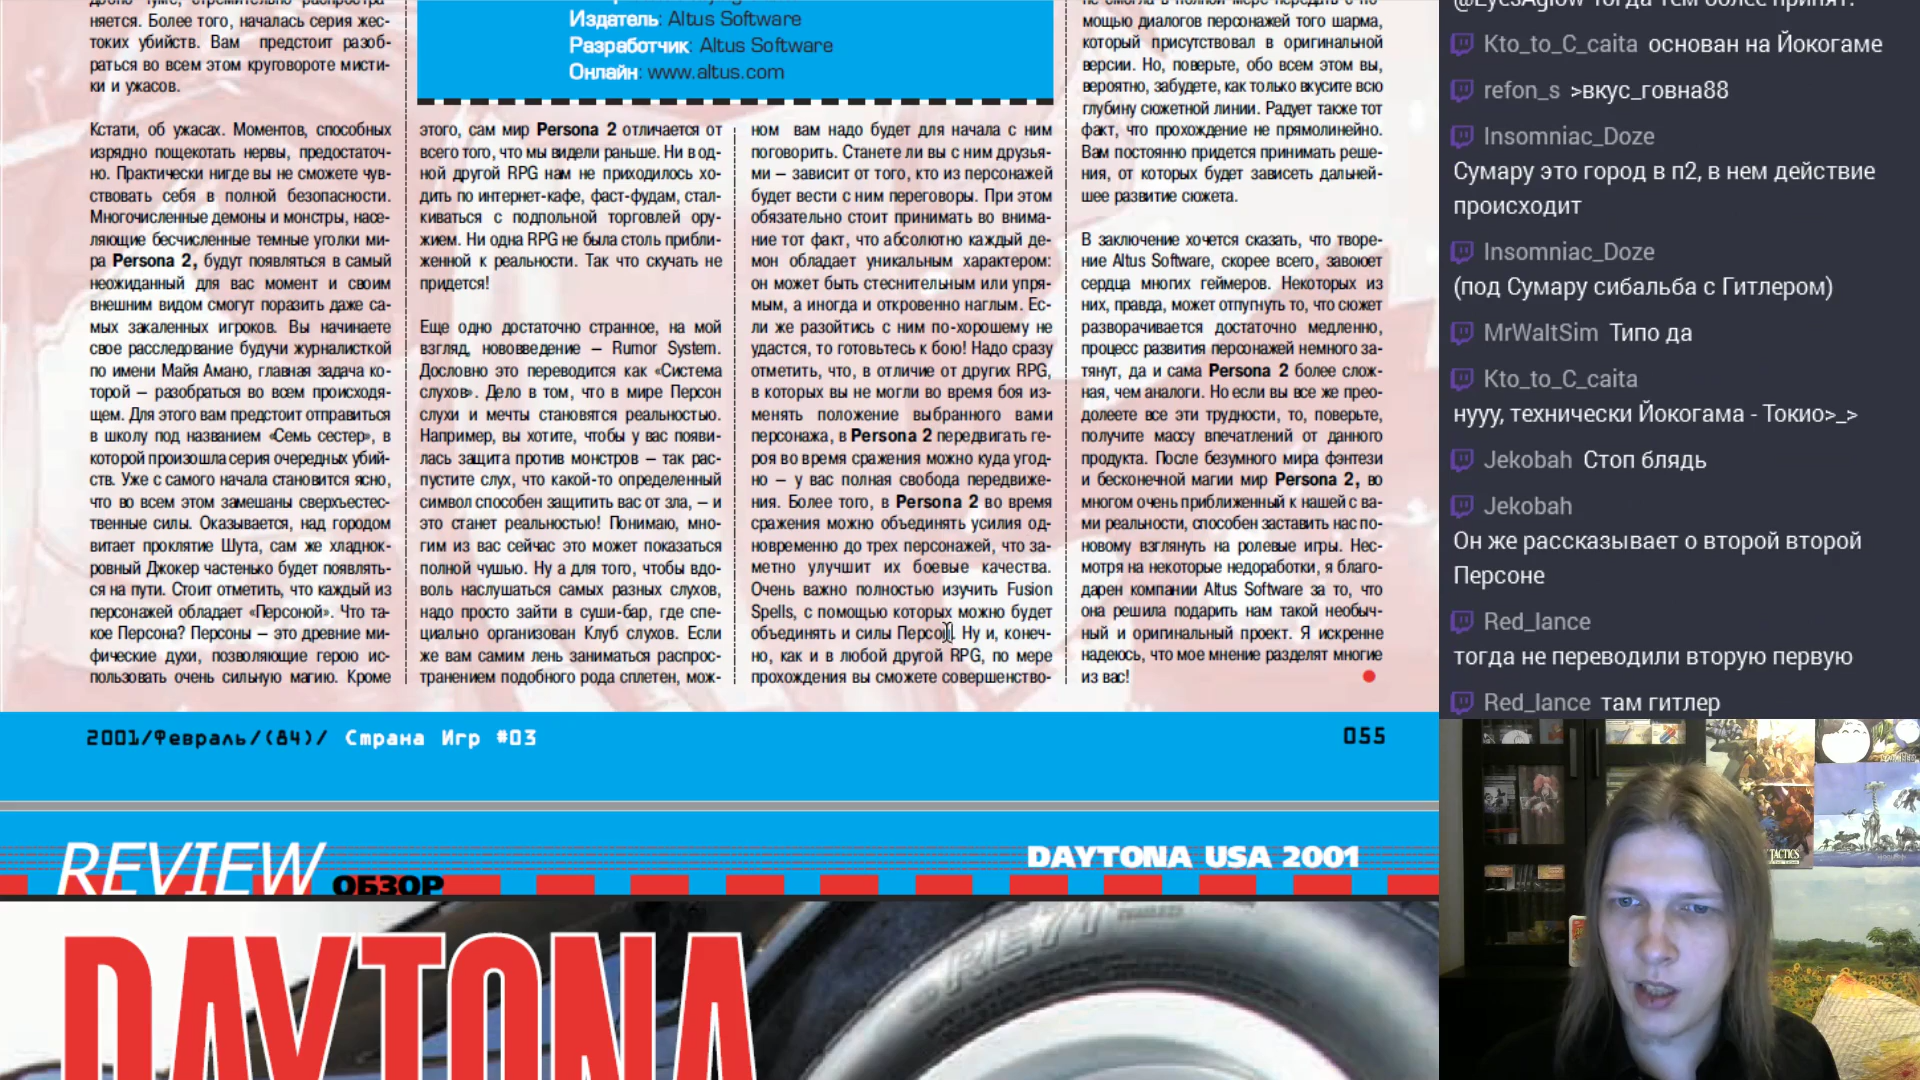 няется. Более того, началась серия жес-
токих убийств. Вам предстоит разоб-
раться во всем этом круговороте мисти-
ки и ужасов.
Кстати, об ужасах. Моментов, способных
изрядно пощекотать нервы, предостаточ-
но. Практически нигде вы не сможете чув-
ствовать себя в полной безопасности.
Многочисленные демоны и монстры, насе-
ляющие бесчисленные темные уголки ми-
ра Persona 2, будут появляться в самый
неожиданный для вас момент и своим
внешним видом смогут поразить даже са-
мых закаленных игроков. Вы начинаете
свое расследование будучи журналисткой
по имени Майя Амано, главная задача ко-
торой – разобраться во всем происходя-
щем. Для этого вам предстоит отправиться
в школу под названием «Семь сестер», в
которой произошла серия очередных убий-
ств. Уже с самого начала становится ясно,
что во всем этом замешаны сверхъестес-
твенные силы. Оказывается, над городом
витает проклятие Шута, сам же хладнок-
ровный Джокер частенько будет появлять-
ся на пути. Стоит отметить, что каждый из
персонажей обладает «Персоной». Что та-
кое Персона? Персоны – это древние ми-
фические духи, позволяющие герою ис-
пользовать очень сильную магию. Кроме
Издатель: Altus Software
Разработчик: Altus Software
Онлайн: www.altus.com
этого, сам мир Persona 2 отличается от
всего того, что мы видели раньше. Ни в од-
ной другой RPG нам не приходилось хо-
дить по интернет-кафе, фаст-фудам, стал-
киваться с подпольной торговлей ору-
жием. Ни одна RPG не была столь прибли-
женной к реальности. Так что скучать не
придется!
Еще одно достаточно странное, на мой
взгляд, нововведение – Rumor System.
Дословно это переводится как «Система
слухов». Дело в том, что в мире Персон
слухи и мечты становятся реальностью.
Например, вы хотите, чтобы у вас появи-
лась защита против монстров – так рас-
пустите слух, что какой-то определенный
символ способен защитить вас от зла, – и
это станет реальностью! Понимаю, мно-
гим из вас сейчас это может показаться
полной чушью. Ну а для того, чтобы вдо-
воль наслушаться самых разных слухов,
надо просто зайти в суши-бар, где спе-
циально организован Клуб слухов. Если
же вам самим лень заниматься распрос-
транением подобного рода сплетен, мож-
ном вам надо будет для начала с ним
поговорить. Станете ли вы с ним друзья-
ми – зависит от того, кто из персонажей
будет вести с ним переговоры. При этом
обязательно стоит принимать во внима-
ние тот факт, что абсолютно каждый де-
мон обладает уникальным характером:
он может быть стеснительным или упря-
мым, а иногда и откровенно наглым. Ес-
ли же разойтись с ним по-хорошему не
удастся, то готовьтесь к бою! Надо сразу
отметить, что, в отличие от других RPG,
в которых вы не могли во время боя из-
менять положение выбранного вами
персонажа, в Persona 2 передвигать ге-
роя во время сражения можно куда угод-
но – у вас полная свобода передвиже-
ния. Более того, в Persona 2 во время
сражения можно объединять усилия од-
новременно до трех персонажей, что за-
метно улучшит их боевые качества.
Очень важно полностью изучить Fusion
Spells, с помощью которых можно будет
объединять и силы Персон. Ну и, конеч-
но, как и в любой другой RPG, по мере
прохождения вы сможете совершенство-
мощью диалогов персонажей того шарма,
который присутствовал в оригинальной
версии. Но, поверьте, обо всем этом вы,
вероятно, забудете, как только вкусите всю
глубину сюжетной линии. Радует также тот
факт, что прохождение не прямолинейно.
Вам постоянно придется принимать реше-
ния, от которых будет зависеть дальней-
шее развитие сюжета.
В заключение хочется сказать, что творе-
ние Altus Software, скорее всего, завоюет
сердца многих геймеров. Некоторых из
них, правда, может отпугнуть то, что сюжет
разворачивается достаточно медленно,
процесс развития персонажей немного за-
тянут, да и сама Persona 2 более слож-
ная, чем аналоги. Но если вы все же прео-
долеете все эти трудности, то, поверьте,
получите массу впечатлений от данного
продукта. После безумного мира фэнтези
и бесконечной магии мир Persona 2, во
многом очень приближенный к нашей с ва-
ми реальности, способен заставить нас по-
новому взглянуть на ролевые игры. Нес-
мотря на некоторые недоработки, я благо-
дарен компании Altus Software за то, что
она решила подарить нам такой необыч-
ный и оригинальный проект. Я искренне
надеюсь, что мое мнение разделят многие
из вас!
2001/Февраль/(84)/ Страна Игр #03
055
REVIEW ОБЗОР
DAYTONA USA 2001
DAYTONA
Kto_to_C_caita основан на Йокогаме
refon_s >вкус_говна88
Insomniac_Doze
Сумару это город в п2, в нем действие
происходит
Insomniac_Doze
(под Сумару сибальба с Гитлером)
MrWaltSim Типо да
Kto_to_C_caita
нууу, технически Йокогама - Токио>_>
Jekobah Стоп блядь
Jekobah
Он же рассказывает о второй второй
Персоне
Red_lance
тогда не переводили вторую первую
Red_lance там гитлер
TACTICS